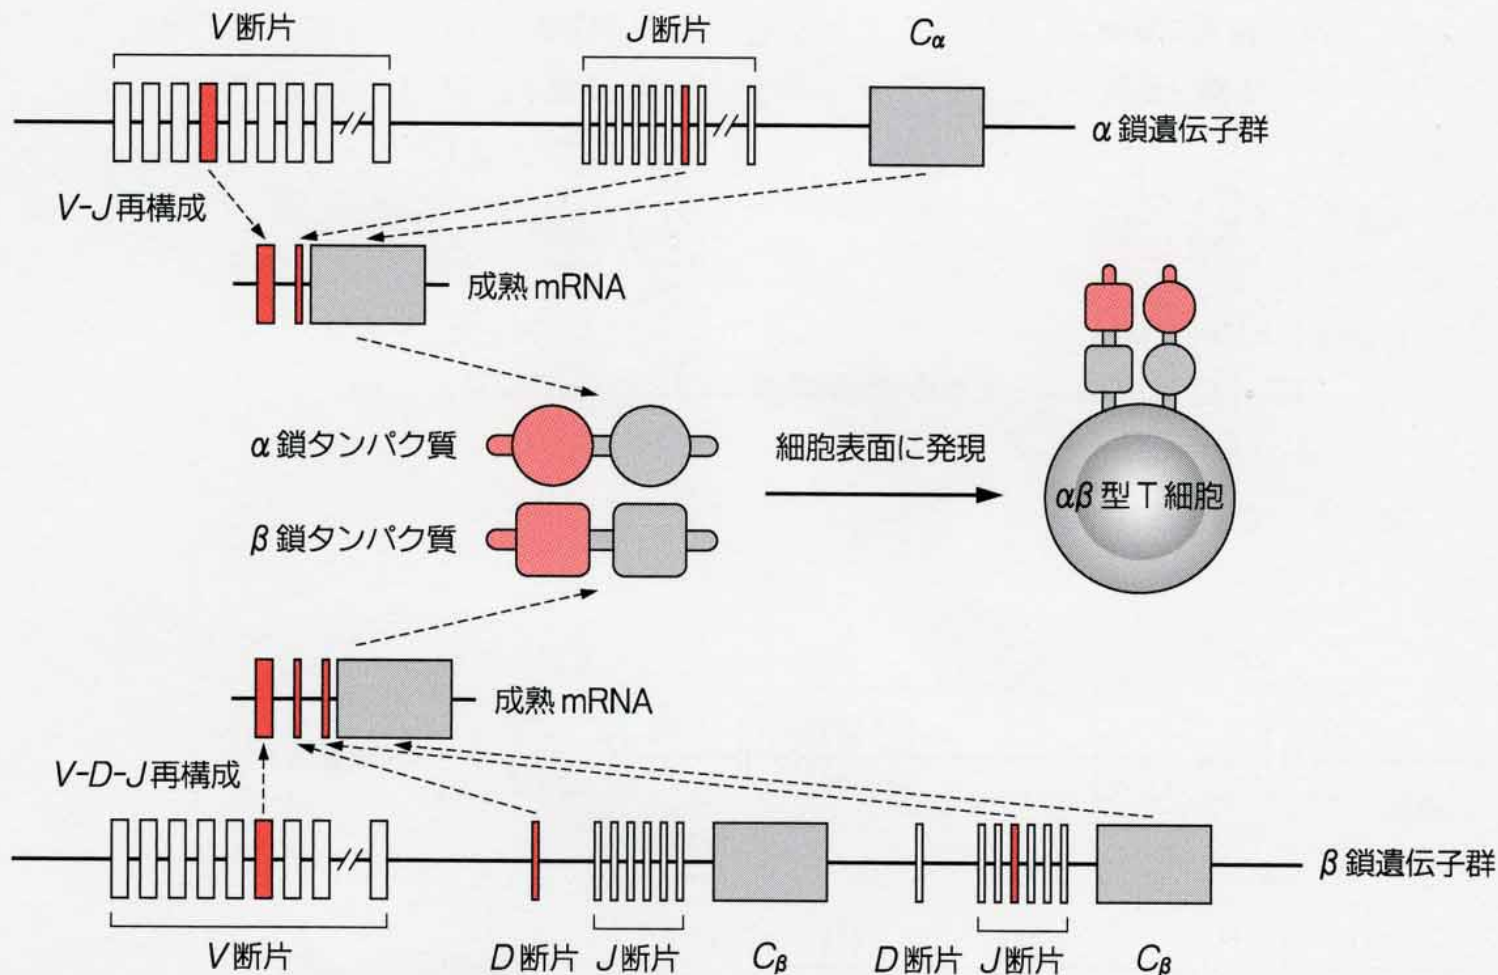 V断片
J断片
Cα
α鎖遺伝子群
V-J再構成
成熟mRNA
α鎖タンパク質
細胞表面に発現
αβ型T細胞
β鎖タンパク質
成熟mRNA
V-D-J再構成
β鎖遺伝子群
V断片
D断片
J断片
Cβ
D断片
J断片
Cβ